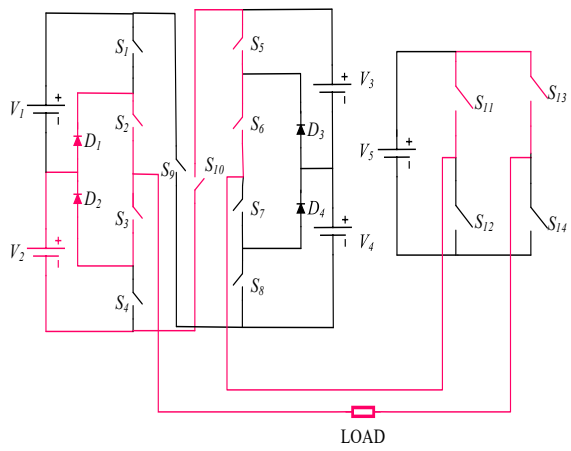 S1
S5
V1
+
V3
+
S2
D1
S6
D3
S11
S13
V5
+
S9
S10
D2
S3
S7
D4
V2
+
V4
+
S12
S14
S4
S8
LOAD